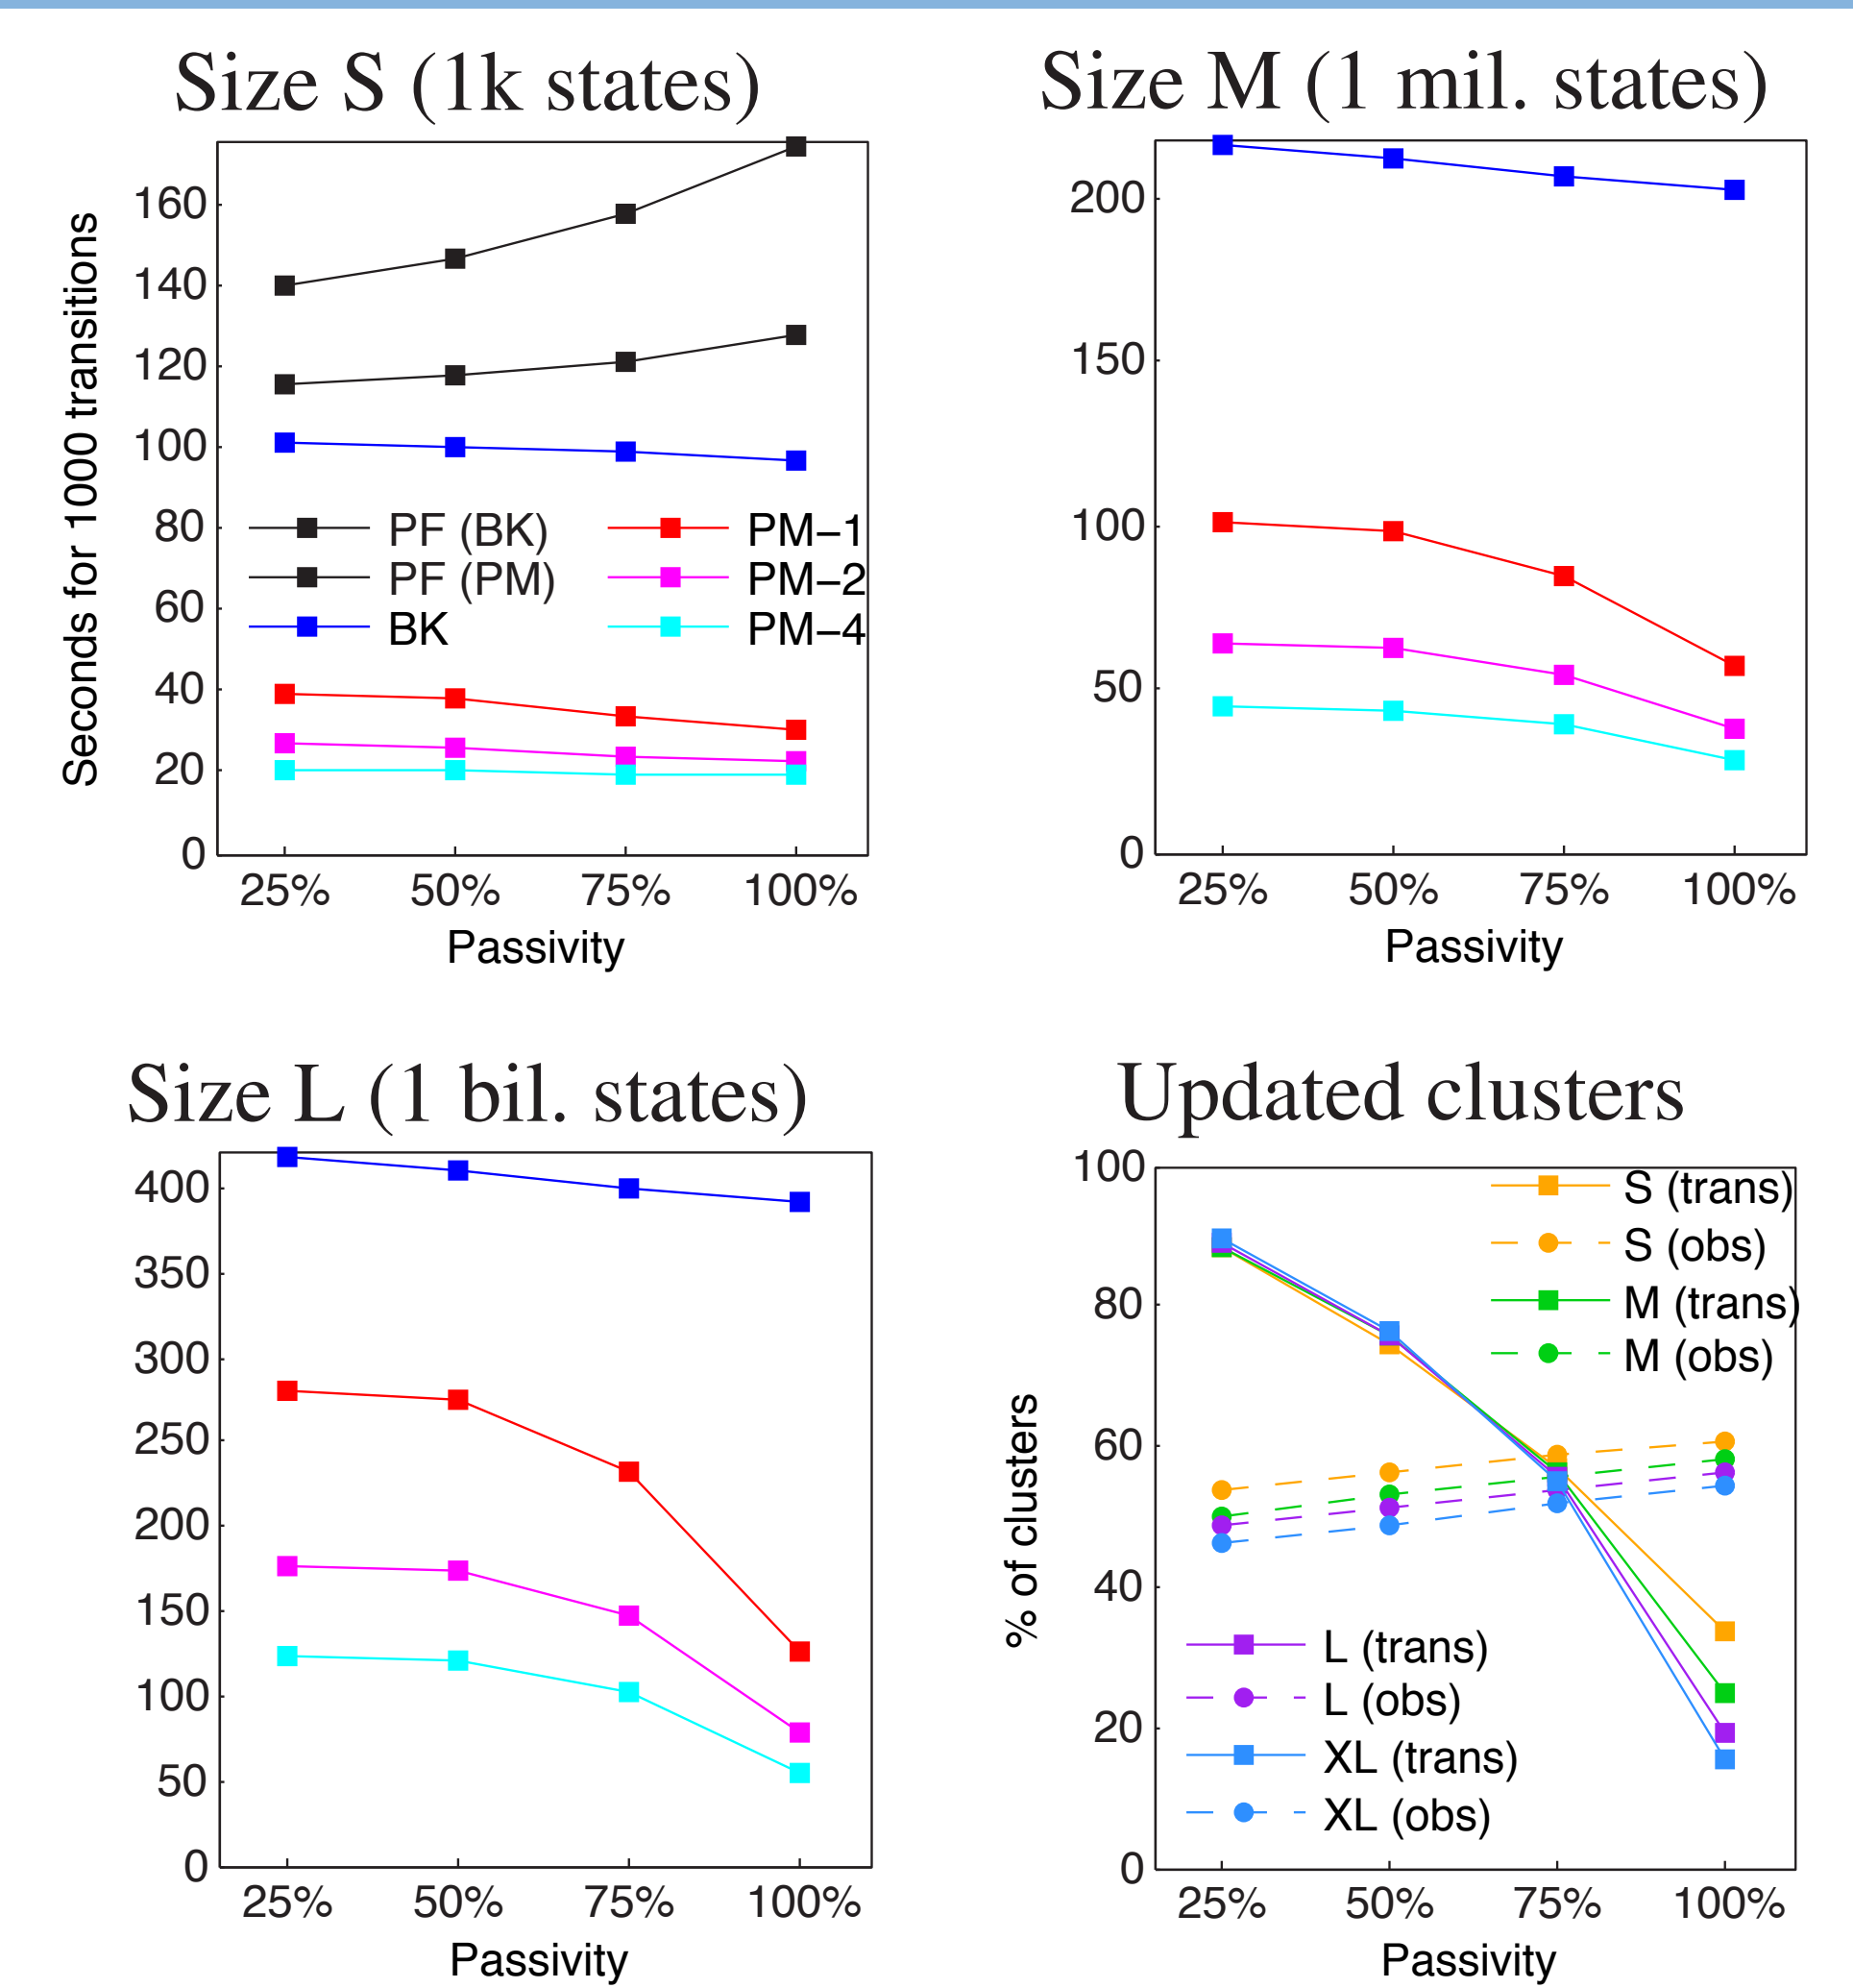 Size S (1k states)
Seconds for 1000 transitions
160
140
120
100
80
60
40
20
0
PF (BK)
PF (PM)
BK
PM−1
PM−2
PM−4
25% 50% 75% 100%
Passivity
Size M (1 mil. states)
200
150
100
50
0
25% 50% 75% 100%
Passivity
Size L (1 bil. states)
400
350
300
250
200
150
100
50
0
25% 50% 75% 100%
Passivity
Updated clusters
% of clusters
100
80
60
40
20
0
S (trans)
S (obs)
M (trans)
M (obs)
L (trans)
L (obs)
XL (trans)
XL (obs)
25% 50% 75% 100%
Passivity